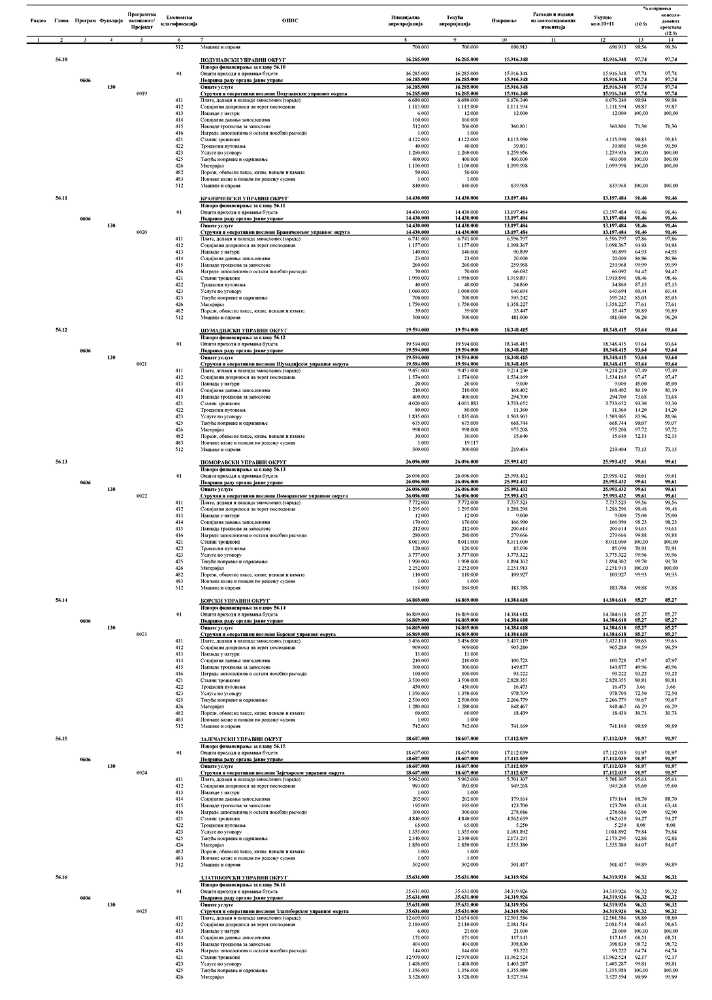 Раздео Глава Програм Функција Програмска активност/ Пројекат Економска класификација ОПИС Иницијална апропријација Текућа апропријација Извршење Расходи и издаци из консолидованих извештаја Укупно кол.10+11 % извршења (10:9) консолидованих средстава (12:9)
1 2 3 4 5 6 7 8 9 10 11 12 13 14
512 Машине и опрема 700.000 700.000 696.913 696.913 99,56 99,56
56.10 ПОДУНАВСКИ УПРАВНИ ОКРУГ 16.285.000 16.285.000 15.916.348 15.916.348 97,74 97,74
Извори финансирања за главу 56.10
01 Општи приходи и примања буџета 16.285.000 16.285.000 15.916.348 15.916.348 97,74 97,74
0606 Подршка раду органа јавне управе 16.285.000 16.285.000 15.916.348 15.916.348 97,74 97,74
130 Опште услуге 16.285.000 16.285.000 15.916.348 15.916.348 97,74 97,74
0019 Стручни и оперативни послови Подунавског управног округа 16.285.000 16.285.000 15.916.348 15.916.348 97,74 97,74
411 Плате, додаци и накнаде запослених (зараде) 6.680.000 6.680.000 6.676.240 6.676.240 99,94 99,94
412 Социјални доприноси на терет послодавца 1.113.000 1.113.000 1.111.594 1.111.594 99,87 99,87
413 Накнаде у натури 6.000 12.000 12.000 12.000 100,00 100,00
414 Социјална давања запосленима 160.000 160.000
415 Накнаде трошкова за запослене 512.000 506.000 360.801 360.801 71,30 71,30
416 Награде запосленима и остали посебни расходи 1.000 1.000
421 Стални трошкови 4.122.000 4.122.000 4.115.990 4.115.990 99,85 99,85
422 Трошкови путовања 40.000 40.000 39.801 39.801 99,50 99,50
423 Услуге по уговору 1.260.000 1.260.000 1.259.956 1.259.956 100,00 100,00
425 Текуће поправке и одржавање 400.000 400.000 400.000 400.000 100,00 100,00
426 Материјал 1.100.000 1.100.000 1.099.998 1.099.998 100,00 100,00
482 Порези, обавезне таксе, казне, пенали и камате 50.000 50.000
483 Новчане казне и пенали по решењу судова 1.000 1.000
512 Машине и опрема 840.000 840.000 839.968 839.968 100,00 100,00
56.11 БРАНИЧЕВСКИ УПРАВНИ ОКРУГ 14.430.000 14.430.000 13.197.484 13.197.484 91,46 91,46
Извори финансирања за главу 56.11
01 Општи приходи и примања буџета 14.430.000 14.430.000 13.197.484 13.197.484 91,46 91,46
0606 Подршка раду органа јавне управе 14.430.000 14.430.000 13.197.484 13.197.484 91,46 91,46
130 Опште услуге 14.430.000 14.430.000 13.197.484 13.197.484 91,46 91,46
0020 Стручни и оперативни послови Браничевског управног округа 14.430.000 14.430.000 13.197.484 13.197.484 91,46 91,46
411 Плате, додаци и накнаде запослених (зараде) 6.741.000 6.741.000 6.596.797 6.596.797 97,86 97,86
412 Социјални доприноси на терет послодавца 1.157.000 1.157.000 1.098.367 1.098.367 94,93 94,93
413 Накнаде у натури 140.000 140.000 90.899 90.899 64,93 64,93
414 Социјална давања запосленима 23.000 23.000 20.000 20.000 86,96 86,96
415 Накнаде трошкова за запослене 260.000 260.000 259.968 259.968 99,99 99,99
416 Награде запосленима и остали посебни расходи 70.000 70.000 66.092 66.092 94,42 94,42
421 Стални трошкови 1.950.000 1.950.000 1.919.891 1.919.891 98,46 98,46
422 Трошкови путовања 40.000 40.000 34.860 34.860 87,15 87,15
423 Услуге по уговору 1.060.000 1.060.000 640.694 640.694 60,44 60,44
425 Текуће поправке и одржавање 700.000 700.000 595.242 595.242 85,03 85,03
426 Материјал 1.750.000 1.750.000 1.358.227 1.358.227 77,61 77,61
482 Порези, обавезне таксе, казне, пенали и камате 39.000 39.000 35.447 35.447 90,89 90,89
512 Машине и опрема 500.000 500.000 481.000 481.000 96,20 96,20
56.12 ШУМАДИЈСКИ УПРАВНИ ОКРУГ 19.594.000 19.594.000 18.348.415 18.348.415 93,64 93,64
Извори финансирања за главу 56.12
01 Општи приходи и примања буџета 19.594.000 19.594.000 18.348.415 18.348.415 93,64 93,64
0606 Подршка раду органа јавне управе 19.594.000 19.594.000 18.348.415 18.348.415 93,64 93,64
130 Опште услуге 19.594.000 19.594.000 18.348.415 18.348.415 93,64 93,64
0021 Стручни и оперативни послови Шумадијског управног округа 19.594.000 19.594.000 18.348.415 18.348.415 93,64 93,64
411 Плате, додаци и накнаде запослених (зараде) 9.451.000 9.451.000 9.214.230 9.214.230 97,49 97,49
412 Социјални доприноси на терет послодавца 1.574.000 1.574.000 1.534.169 1.534.169 97,47 97,47
413 Накнаде у натури 20.000 20.000 9.000 9.000 45,00 45,00
414 Социјална давања запосленима 210.000 210.000 168.402 168.402 80,19 80,19
415 Накнаде трошкова за запослене 400.000 400.000 294.700 294.700 73,68 73,68
421 Стални трошкови 4.020.000 4.001.883 3.733.652 3.733.652 93,30 93,30
422 Трошкови путовања 80.000 80.000 11.360 11.360 14,20 14,20
423 Услуге по уговору 1.835.000 1.835.000 1.503.905 1.503.905 81,96 81,96
425 Текуће поправке и одржавање 675.000 675.000 668.744 668.744 99,07 99,07
426 Материјал 998.000 998.000 975.208 975.208 97,72 97,72
482 Порези, обавезне таксе, казне, пенали и камате 30.000 30.000 15.640 15.640 52,13 52,13
483 Новчане казне и пенали по решењу судова 1.000 19.117
512 Машине и опрема 300.000 300.000 219.404 219.404 73,13 73,13
56.13 ПОМОРАВСКИ УПРАВНИ ОКРУГ 26.096.000 26.096.000 25.993.432 25.993.432 99,61 99,61
Извори финансирања за главу 56.13
01 Општи приходи и примања буџета 26.096.000 26.096.000 25.993.432 25.993.432 99,61 99,61
0606 Подршка раду органа јавне управе 26.096.000 26.096.000 25.993.432 25.993.432 99,61 99,61
130 Опште услуге 26.096.000 26.096.000 25.993.432 25.993.432 99,61 99,61
0022 Стручни и оперативни послови Поморавског управног округа 26.096.000 26.096.000 25.993.432 25.993.432 99,61 99,61
411 Плате, додаци и накнаде запослених (зараде) 7.772.000 7.772.000 7.737.523 7.737.523 99,56 99,56
412 Социјални доприноси на терет послодавца 1.295.000 1.295.000 1.288.298 1.288.298 99,48 99,48
413 Накнаде у натури 12.000 12.000 9.000 9.000 75,00 75,00
414 Социјална давања запосленима 170.000 170.000 166.990 166.990 98,23 98,23
415 Накнаде трошкова за запослене 212.000 212.000 200.614 200.614 94,63 94,63
416 Награде запосленима и остали посебни расходи 280.000 280.000 279.666 279.666 99,88 99,88
421 Стални трошкови 8.011.000 8.011.000 8.011.000 8.011.000 100,00 100,00
422 Трошкови путовања 120.000 120.000 85.090 85.090 70,91 70,91
423 Услуге по уговору 3.777.000 3.777.000 3.775.322 3.775.322 99,96 99,96
425 Текуће поправке и одржавање 1.900.000 1.900.000 1.894.302 1.894.302 99,70 99,70
426 Материјал 2.252.000 2.252.000 2.251.913 2.251.913 100,00 100,00
482 Порези, обавезне таксе, казне, пенали и камате 110.000 110.000 109.927 109.927 99,93 99,93
483 Новчане казне и пенали по решењу судова 1.000 1.000
512 Машине и опрема 184.000 184.000 183.788 183.788 99,88 99,88
56.14 БОРСКИ УПРАВНИ ОКРУГ 16.869.000 16.869.000 14.384.618 14.384.618 85,27 85,27
Извори финансирања за главу 56.14
01 Општи приходи и примања буџета 16.869.000 16.869.000 14.384.618 14.384.618 85,27 85,27
0606 Подршка раду органа јавне управе 16.869.000 16.869.000 14.384.618 14.384.618 85,27 85,27
130 Опште услуге 16.869.000 16.869.000 14.384.618 14.384.618 85,27 85,27
0023 Стручни и оперативни послови Борског управног округа 16.869.000 16.869.000 14.384.618 14.384.618 85,27 85,27
411 Плате, додаци и накнаде запослених (зараде) 5.456.000 5.456.000 5.437.119 5.437.119 99,65 99,65
412 Социјални доприноси на терет послодавца 909.000 909.000 905.280 905.280 99,59 99,59
413 Накнаде у натури 11.000 11.000
414 Социјална давања запосленима 210.000 210.000 100.728 100.728 47,97 47,97
415 Накнаде трошкова за запослене 300.000 300.000 149.877 149.877 49,96 49,96
416 Награде запосленима и остали посебни расходи 100.000 100.000 93.222 93.222 93,22 93,22
421 Стални трошкови 3.500.000 3.500.000 2.828.355 2.828.355 80,81 80,81
422 Трошкови путовања 450.000 450.000 16.475 16.475 3,66 3,66
423 Услуге по уговору 1.350.000 1.350.000 978.709 978.709 72,50 72,50
425 Текуће поправке и одржавање 2.500.000 2.500.000 2.266.779 2.266.779 90,67 90,67
426 Материјал 1.280.000 1.280.000 848.467 848.467 66,29 66,29
482 Порези, обавезне таксе, казне, пенали и камате 60.000 60.000 18.439 18.439 30,73 30,73
483 Новчане казне и пенали по решењу судова 1.000 1.000
512 Машине и опрема 742.000 742.000 741.169 741.169 99,89 99,89
56.15 ЗАЈЕЧАРСКИ УПРАВНИ ОКРУГ 18.607.000 18.607.000 17.112.039 17.112.039 91,97 91,97
Извори финансирања за главу 56.15
01 Општи приходи и примања буџета 18.607.000 18.607.000 17.112.039 17.112.039 91,97 91,97
0606 Подршка раду органа јавне управе 18.607.000 18.607.000 17.112.039 17.112.039 91,97 91,97
130 Опште услуге 18.607.000 18.607.000 17.112.039 17.112.039 91,97 91,97
0024 Стручни и оперативни послови Зајечарског управног округа 18.607.000 18.607.000 17.112.039 17.112.039 91,97 91,97
411 Плате, додаци и накнаде запослених (зараде) 5.962.000 5.962.000 5.701.307 5.701.307 95,63 95,63
412 Социјални доприноси на терет послодавца 993.000 993.000 949.268 949.268 95,60 95,60
413 Накнаде у натури 1.000 1.000
414 Социјална давања запосленима 202.000 202.000 179.164 179.164 88,70 88,70
415 Накнаде трошкова за запослене 195.000 195.000 123.700 123.700 63,44 63,44
416 Награде запосленима и остали посебни расходи 300.000 300.000 278.686 278.686 92,90 92,90
421 Стални трошкови 4.840.000 4.840.000 4.562.639 4.562.639 94,27 94,27
422 Трошкови путовања 65.000 65.000 5.250 5.250 8,08 8,08
423 Услуге по уговору 1.355.000 1.355.000 1.081.892 1.081.892 79,84 79,84
425 Текуће поправке и одржавање 2.340.000 2.340.000 2.173.295 2.173.295 92,88 92,88
426 Материјал 1.850.000 1.850.000 1.555.380 1.555.380 84,07 84,07
482 Порези, обавезне таксе, казне, пенали и камате 1.000 1.000
483 Новчане казне и пенали по решењу судова 1.000 1.000
512 Машине и опрема 502.000 502.000 501.457 501.457 99,89 99,89
56.16 ЗЛАТИБОРСКИ УПРАВНИ ОКРУГ 35.631.000 35.631.000 34.319.926 34.319.926 96,32 96,32
Извори финансирања за главу 56.16
01 Општи приходи и примања буџета 35.631.000 35.631.000 34.319.926 34.319.926 96,32 96,32
0606 Подршка раду органа јавне управе 35.631.000 35.631.000 34.319.926 34.319.926 96,32 96,32
130 Опште услуге 35.631.000 35.631.000 34.319.926 34.319.926 96,32 96,32
0025 Стручни и оперативни послови Златиборског управног округа 35.631.000 35.631.000 34.319.926 34.319.926 96,32 96,32
411 Плате, додаци и накнаде запослених (зараде) 12.669.000 12.654.000 12.501.586 12.501.586 98,80 98,80
412 Социјални доприноси на терет послодавца 2.110.000 2.110.000 2.081.514 2.081.514 98,65 98,65
413 Накнаде у натури 6.000 21.000 21.000 21.000 100,00 100,00
414 Социјална давања запосленима 171.000 171.000 117.145 117.145 68,51 68,51
415 Накнаде трошкова за запослене 404.000 404.000 398.830 398.830 98,72 98,72
416 Награде запосленима и остали посебни расходи 144.000 144.000 93.222 93.222 64,74 64,74
421 Стални трошкови 12.979.000 12.979.000 11.962.524 11.962.524 92,17 92,17
423 Услуге по уговору 1.408.000 1.408.000 1.405.287 1.405.287 99,81 99,81
425 Текуће поправке и одржавање 1.356.000 1.356.000 1.355.980 1.355.980 100,00 100,00
426 Материјал 3.528.000 3.528.000 3.527.594 3.527.594 99,99 99,99